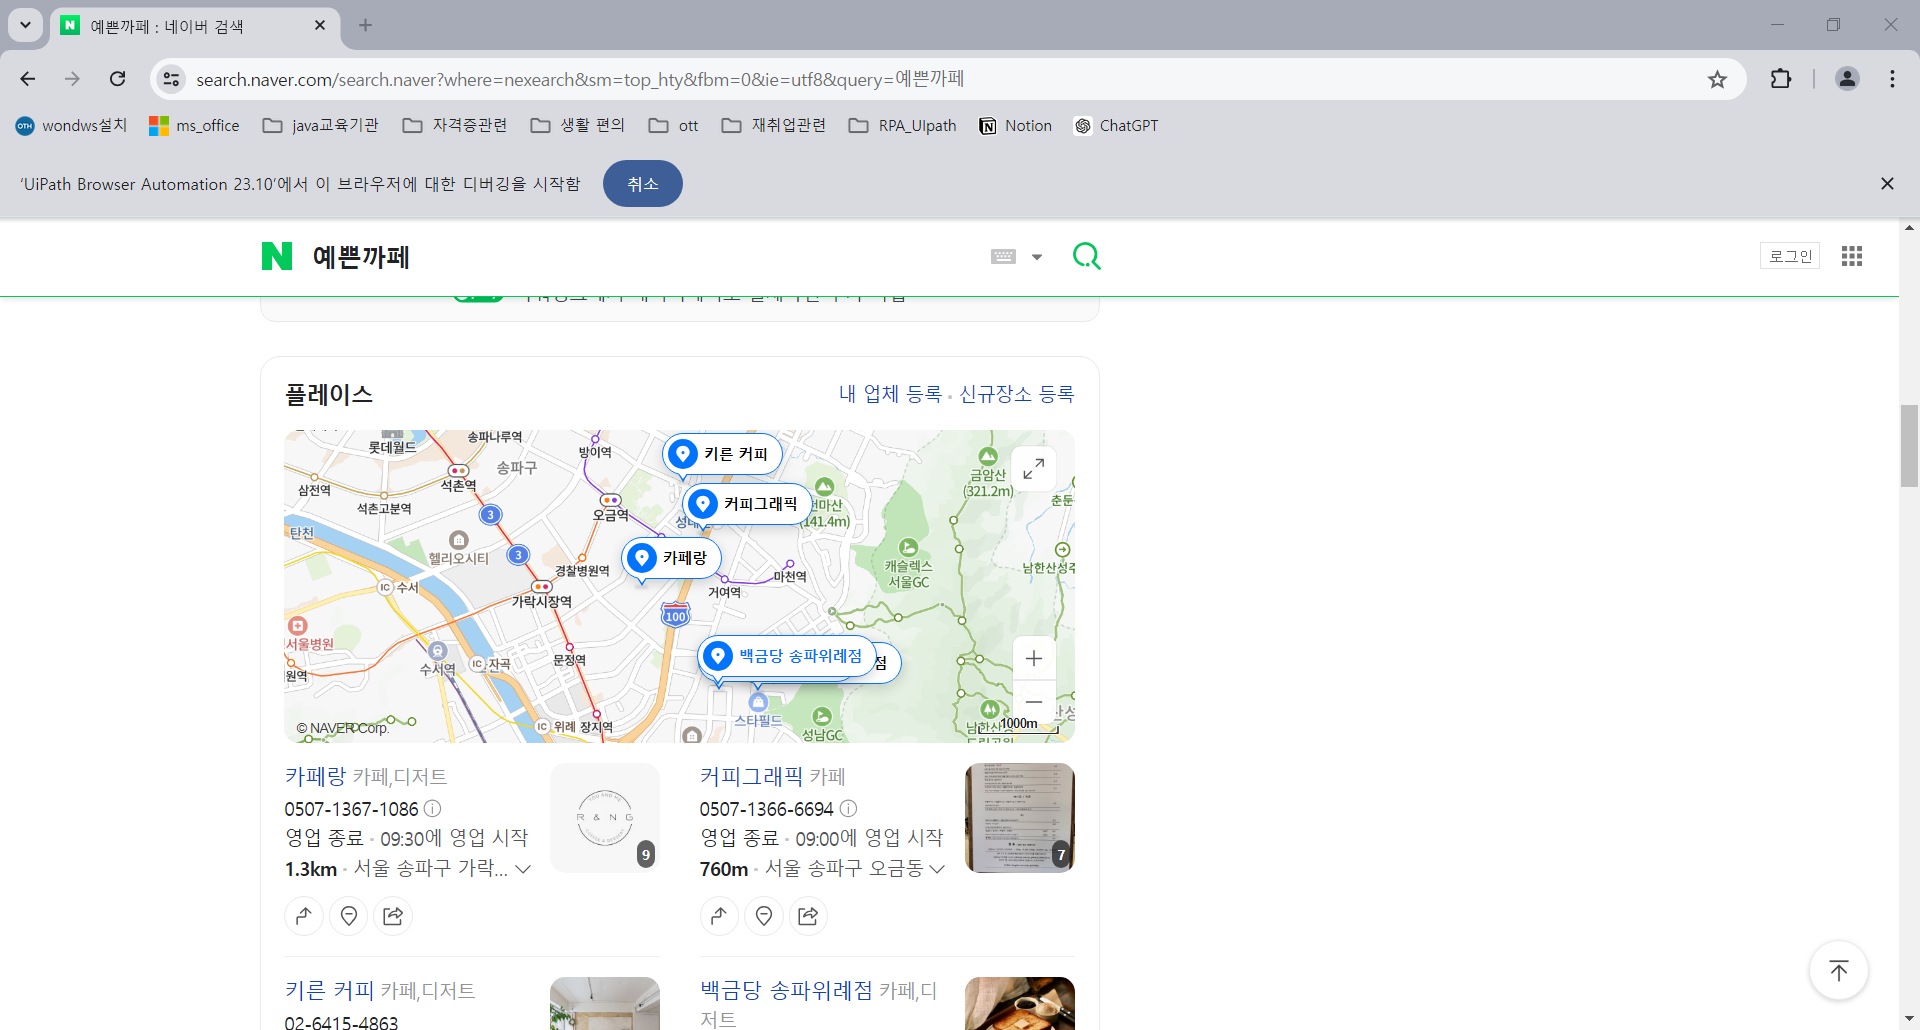 예쁜까페 : 네이버 검색
search.naver.com/search.naver?where=nexearch&sm=top_hty&fbm=0&ie=utf8&query=예쁜까페
wondws설치 ms_office java교육기관 자격증관련 생활 편의 ott 재취업관련 RPA_UIpath Notion ChatGPT
'UiPath Browser Automation 23.10'에서 이 브라우저에 대한 디버깅을 시작함 취소
예쁜까페
로그인
플레이스
내 업체 등록 신규장소 등록
롯데월드
송파나루역
방이역
키른 커피
송파구
석촌역
금암산
(321.2m)
삼전역
석촌고분역
오금역
커피그래픽
(141.4m)
탄천
3
헬리오시티
3
경찰병원역
카페랑
마천역
캐슬렉스
서울GC
IC 수서
가락시장역
거여역
100
서울병원
수서역
IC 자곡
문정역
백금당 송파위례점
점
스타필드
© NAVER Corp.
IC 위례
장지역
성남GC
1000m
카페랑 카페,디저트
0507-1367-1086
영업 종료 · 09:30에 영업 시작
1.3km · 서울 송파구 가락...
YOU AND ME
R & N G
9
커피그래픽 카페
0507-1366-6694
영업 종료 · 09:00에 영업 시작
760m · 서울 송파구 오금동
7
키른 커피 카페,디저트
02-6415-4863
백금당 송파위례점 카페,디
저트